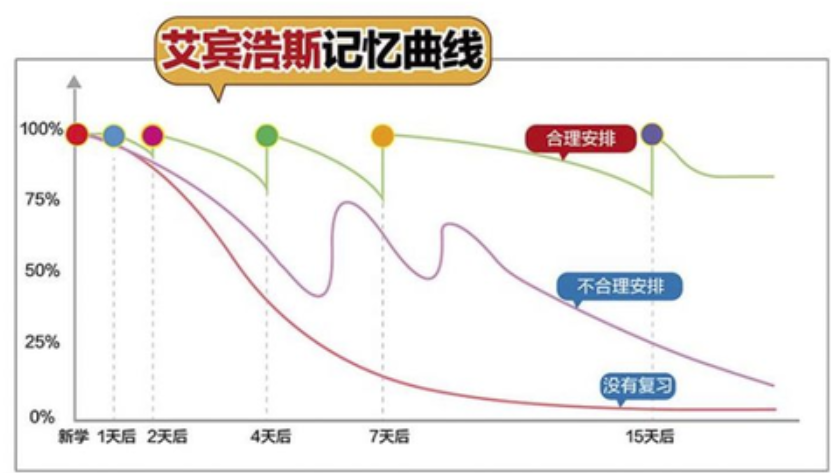 艾宾浩斯记忆曲线
100%
合理安排
75%
50%
不合理安排
25%
没有复习
0%
新学 1天后 2天后 4天后 7天后 15天后